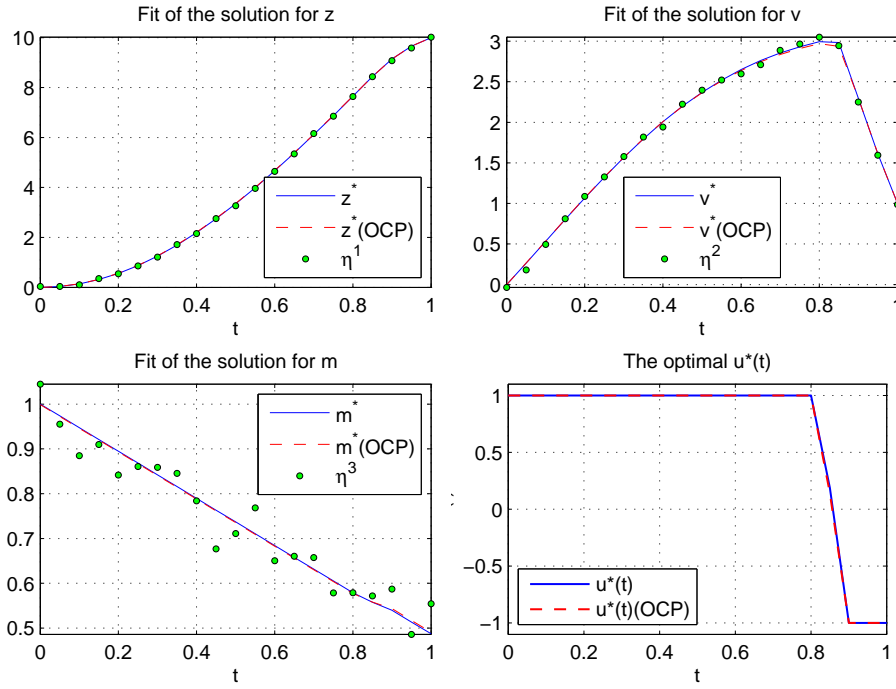 Fit of the solution for z
10
8
6
4
2
0
0
0.2
0.4
0.6
0.8
1
t
z*
z*(OCP)
η1
Fit of the solution for v
3
2.5
2
1.5
1
0.5
0
0
0.2
0.4
0.6
0.8
1
t
v*
v*(OCP)
η2
Fit of the solution for m
1
0.9
0.8
0.7
0.6
0.5
0
0.2
0.4
0.6
0.8
1
t
m*
m*(OCP)
η3
The optimal u*(t)
1
0.5
0
−0.5
−1
0
0.2
0.4
0.6
0.8
1
t
u*(t)
u*(t)(OCP)